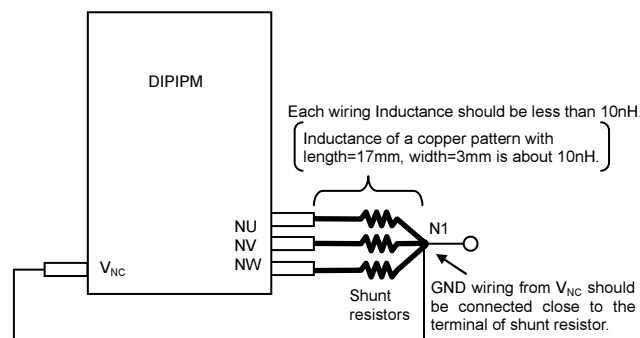 DIPIPM
Each wiring Inductance should be less than 10nH.
Inductance of a copper pattern with
length=17mm, width=3mm is about 10nH.
NU
NV
NW
N1
VNC
Shunt
resistors
GND wiring from VNC should
be connected close to the
terminal of shunt resistor.